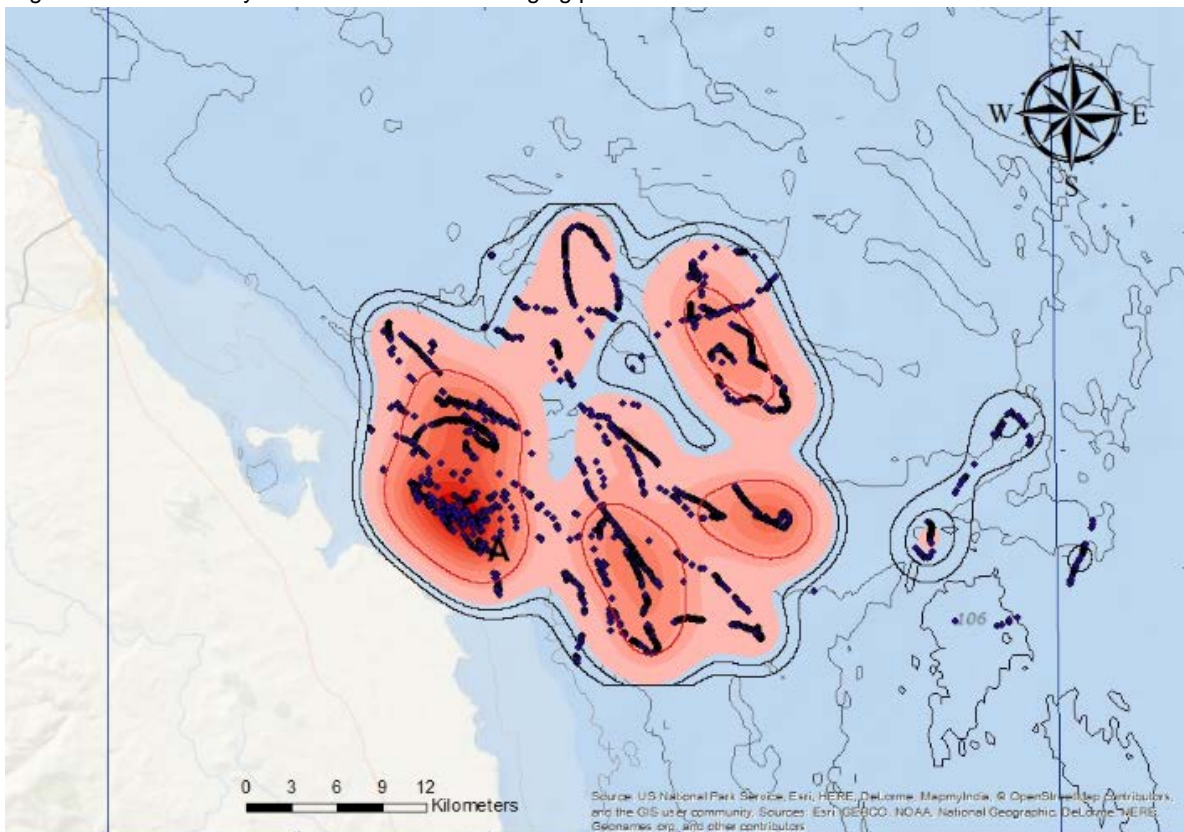 N
W E
S
A
106
0 3 6 9 12
Kilometers
Source: US National Park Service, Esri, HERE, DeLorme, MapmyIndia, © OpenStreetMap contributors,
and the GIS user community, Sources: Esri, GEBCO, NOAA, National Geographic, DeLorme, HERE,
Geonames.org, and other contributors